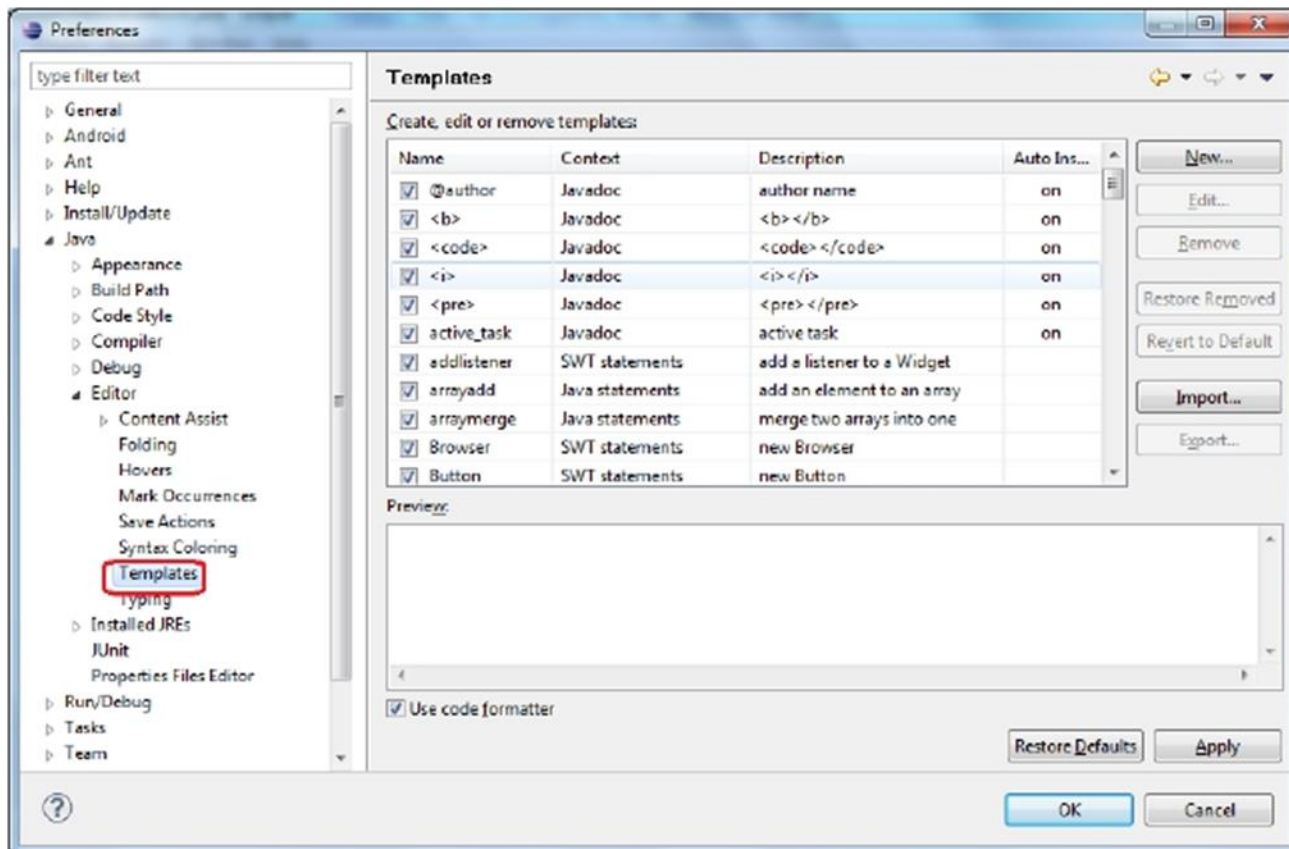 Preferences
type filter text
General
Android
Ant
Help
Install/Update
Java
Appearance
Build Path
Code Style
Compiler
Debug
Editor
Content Assist
Folding
Hovers
Mark Occurrences
Save Actions
Syntax Coloring
Templates
Typing
Installed JREs
JUnit
Properties Files Editor
Run/Debug
Tasks
Team
Templates
Create, edit or remove templates:
Name Context Description Auto Ins...
@author Javadoc author name on
<b> Javadoc <b></b> on
<code> Javadoc <code></code> on
<i> Javadoc <i></i> on
<pre> Javadoc <pre></pre> on
active_task Javadoc active task on
addlistener SWT statements add a listener to a Widget
arrayadd Java statements add an element to an array
arraymerge Java statements merge two arrays into one
Browser SWT statements new Browser
Button SWT statements new Button
New...
Edit...
Remove
Restore Removed
Revert to Default
Import...
Export...
Preview:
Use code formatter
Restore Defaults Apply
OK Cancel